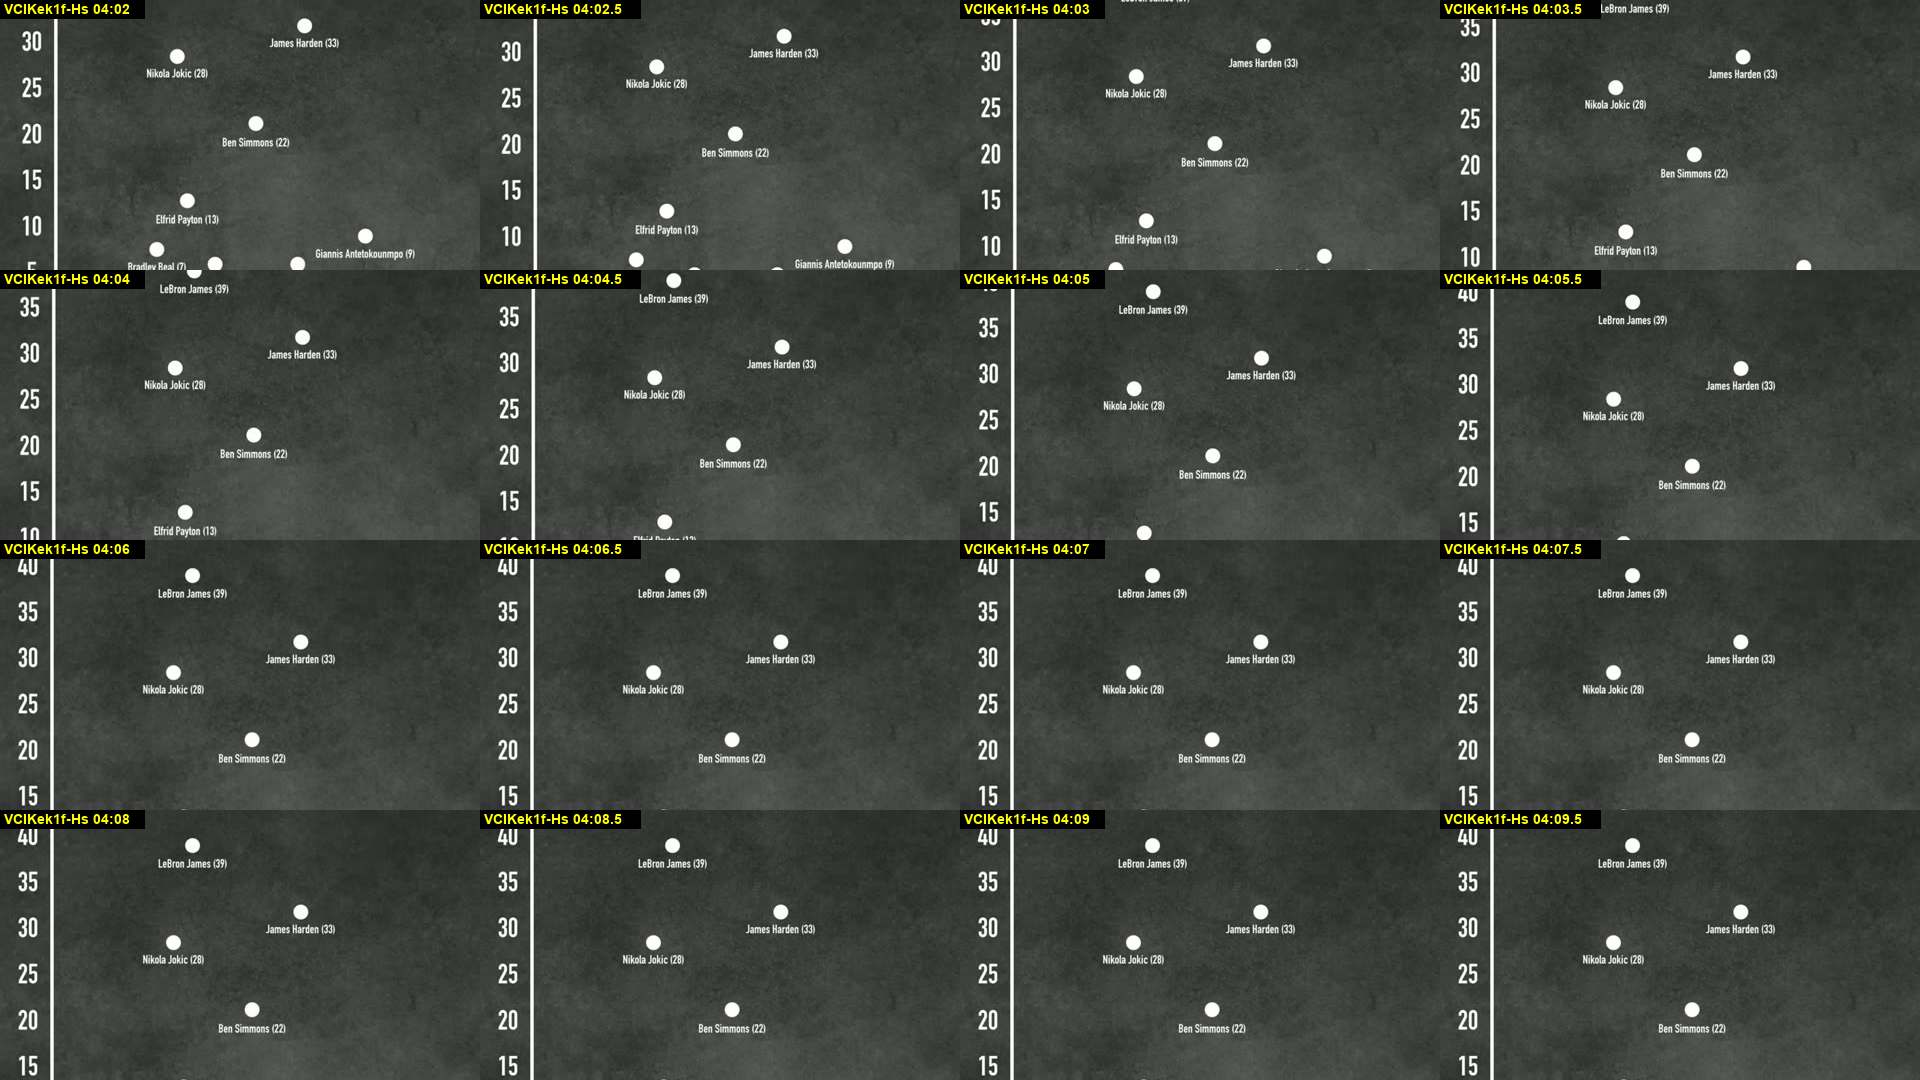 VCIKek1f-Hs 04:02
30
25
20
15
10
5
James Harden (33)
Nikola Jokic (28)
Ben Simmons (22)
Elfrid Payton (13)
Giannis Antetokounmpo (9)
Bradley Beal (7)
VCIKek1f-Hs 04:02.5
30
25
20
15
10
James Harden (33)
Nikola Jokic (28)
Ben Simmons (22)
Elfrid Payton (13)
Giannis Antetokounmpo (9)
VCIKek1f-Hs 04:03
LeBron James (39)
35
30
25
20
15
10
James Harden (33)
Nikola Jokic (28)
Ben Simmons (22)
Elfrid Payton (13)
VCIKek1f-Hs 04:03.5
LeBron James (39)
35
30
25
20
15
10
James Harden (33)
Nikola Jokic (28)
Ben Simmons (22)
Elfrid Payton (13)
VCIKek1f-Hs 04:04
LeBron James (39)
35
30
25
20
15
10
James Harden (33)
Nikola Jokic (28)
Ben Simmons (22)
Elfrid Payton (13)
VCIKek1f-Hs 04:04.5
LeBron James (39)
35
30
25
20
15
James Harden (33)
Nikola Jokic (28)
Ben Simmons (22)
Elfrid Payton (13)
VCIKek1f-Hs 04:05
LeBron James (39)
35
30
25
20
15
James Harden (33)
Nikola Jokic (28)
Ben Simmons (22)
VCIKek1f-Hs 04:05.5
40
LeBron James (39)
35
30
25
20
15
James Harden (33)
Nikola Jokic (28)
Ben Simmons (22)
VCIKek1f-Hs 04:06
40
35
30
25
20
15
LeBron James (39)
James Harden (33)
Nikola Jokic (28)
Ben Simmons (22)
VCIKek1f-Hs 04:06.5
40
35
30
25
20
15
LeBron James (39)
James Harden (33)
Nikola Jokic (28)
Ben Simmons (22)
VCIKek1f-Hs 04:07
40
35
30
25
20
15
LeBron James (39)
James Harden (33)
Nikola Jokic (28)
Ben Simmons (22)
VCIKek1f-Hs 04:07.5
40
35
30
25
20
15
LeBron James (39)
James Harden (33)
Nikola Jokic (28)
Ben Simmons (22)
VCIKek1f-Hs 04:08
40
35
30
25
20
15
LeBron James (39)
James Harden (33)
Nikola Jokic (28)
Ben Simmons (22)
VCIKek1f-Hs 04:08.5
40
35
30
25
20
15
LeBron James (39)
James Harden (33)
Nikola Jokic (28)
Ben Simmons (22)
VCIKek1f-Hs 04:09
40
35
30
25
20
15
LeBron James (39)
James Harden (33)
Nikola Jokic (28)
Ben Simmons (22)
VCIKek1f-Hs 04:09.5
40
35
30
25
20
15
LeBron James (39)
James Harden (33)
Nikola Jokic (28)
Ben Simmons (22)